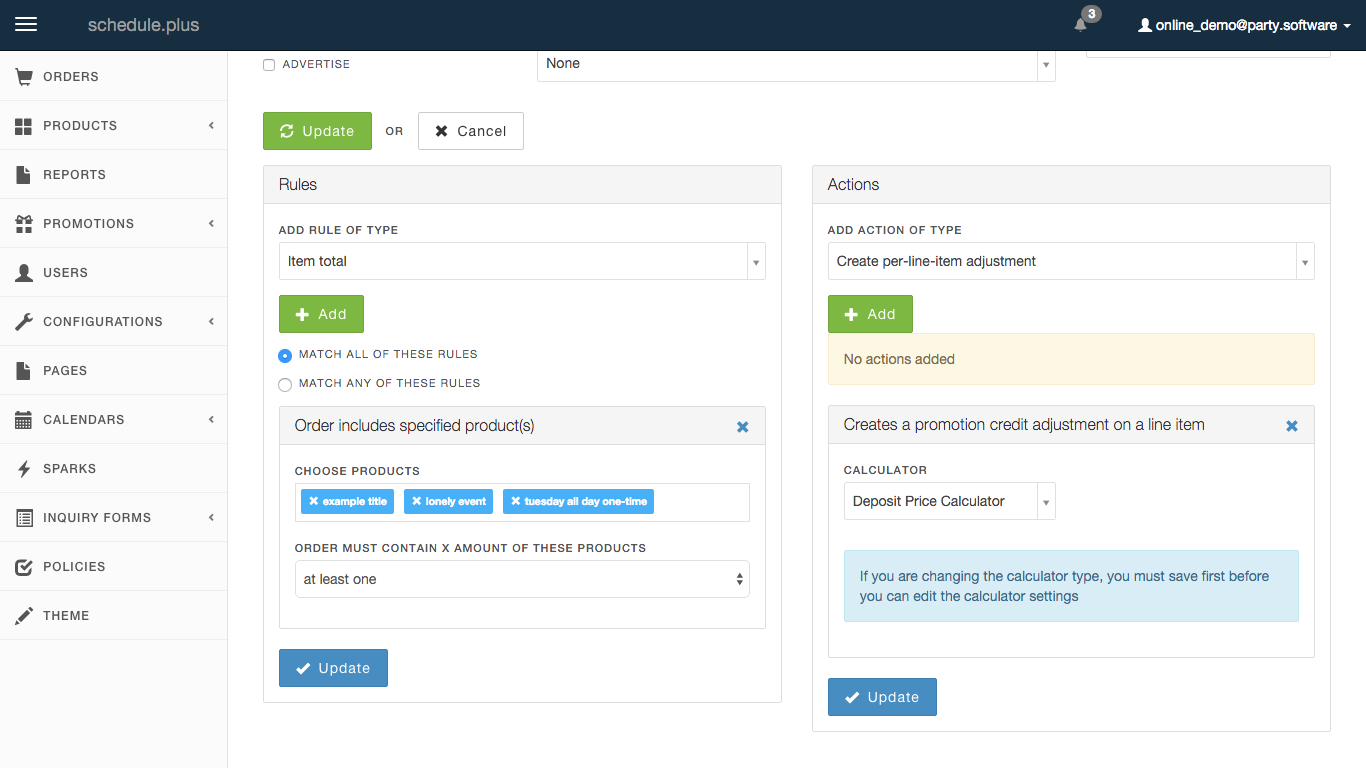 schedule.plus
3
online_demo@party.software
ORDERS
PRODUCTS
REPORTS
PROMOTIONS
USERS
CONFIGURATIONS
PAGES
CALENDARS
SPARKS
INQUIRY FORMS
POLICIES
THEME
ADVERTISE
None
Update
OR
Cancel
Rules
ADD RULE OF TYPE
Item total
Add
MATCH ALL OF THESE RULES
MATCH ANY OF THESE RULES
Order includes specified product(s)
CHOOSE PRODUCTS
example title lonely event tuesday all day one-time
ORDER MUST CONTAIN X AMOUNT OF THESE PRODUCTS
at least one
Update
Actions
ADD ACTION OF TYPE
Create per-line-item adjustment
Add
No actions added
Creates a promotion credit adjustment on a line item
CALCULATOR
Deposit Price Calculator
If you are changing the calculator type, you must save first before
you can edit the calculator settings
Update